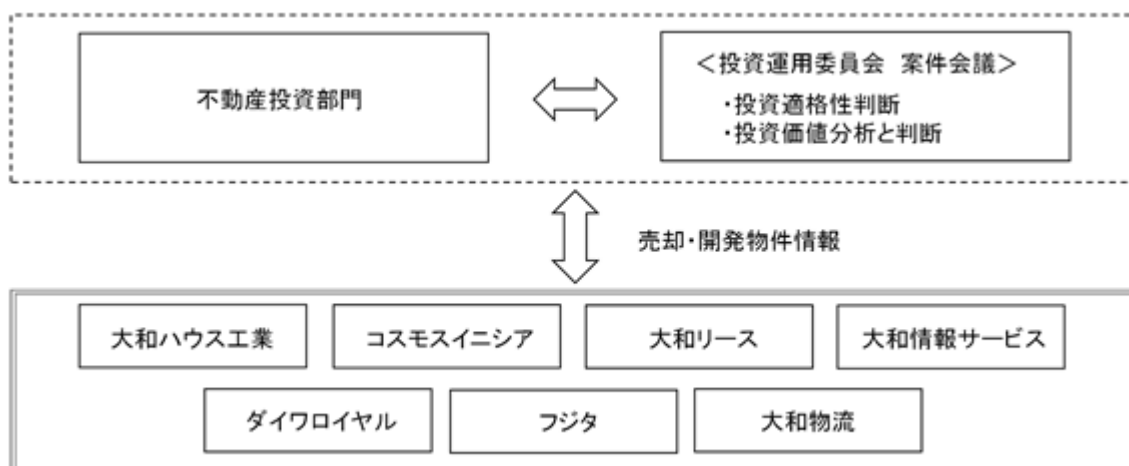 不動産投資部門
＜投資運用委員会　案件会議＞
・投資適格性判断
・投資価値分析と判断
売却・開発物件情報
大和ハウス工業
コスモスイニシア
大和リース
大和情報サービス
ダイワロイヤル
フジタ
大和物流